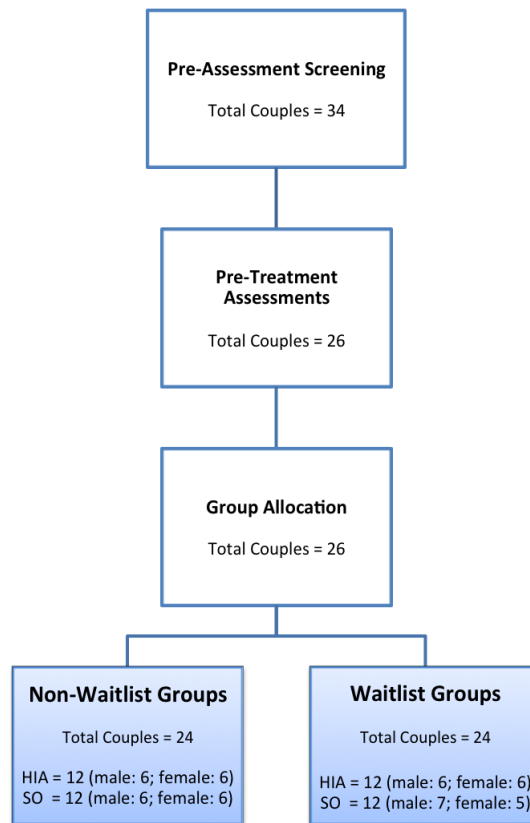 Pre-Assessment Screening
Total Couples = 34
Pre-Treatment
Assessments
Total Couples = 26
Group Allocation
Total Couples = 26
Non-Waitlist Groups
Total Couples = 24
HIA = 12 (male: 6; female: 6)
SO = 12 (male: 6; female: 6)
Waitlist Groups
Total Couples = 24
HIA = 12 (male: 6; female: 6)
SO = 12 (male: 7; female: 5)